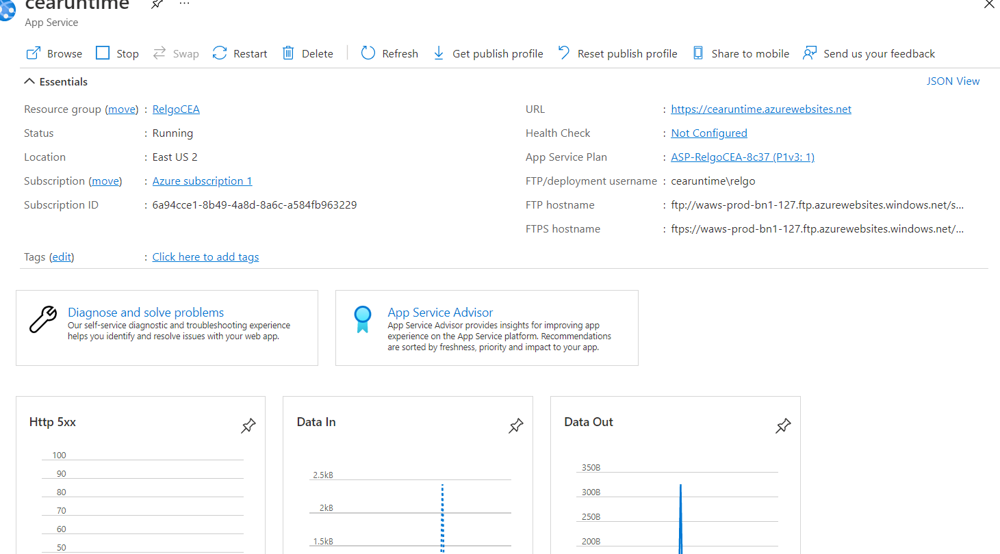 cearuntime
App Service
Browse Stop Swap Restart Delete Refresh Get publish profile Reset publish profile Share to mobile Send us your feedback
Essentials JSON View
Resource group (move) : RelgoCEA URL : https://cearuntime.azurewebsites.net
Status : Running Health Check : Not Configured
Location : East US 2 App Service Plan : ASP-RelgoCEA-8c37 (P1v3: 1)
Subscription (move) : Azure subscription 1 FTP/deployment username : cearuntime\relgo
Subscription ID : 6a94cce1-8b49-4a8d-8a6c-a584fb963229 FTP hostname : ftp://waws-prod-bn1-127.ftp.azurewebsites.windows.net/s...
FTPS hostname : ftps://waws-prod-bn1-127.ftp.azurewebsites.windows.net/...
Tags (edit) : Click here to add tags
Diagnose and solve problems
Our self-service diagnostic and troubleshooting experience
helps you identify and resolve issues with your web app.
App Service Advisor
App Service Advisor provides insights for improving app
experience on the App Service platform. Recommendations
are sorted by freshness, priority and impact to your app.
Http 5xx
100
90
80
70
60
50
Data In
2.5kB
2kB
1.5kB
Data Out
350B
300B
250B
200B